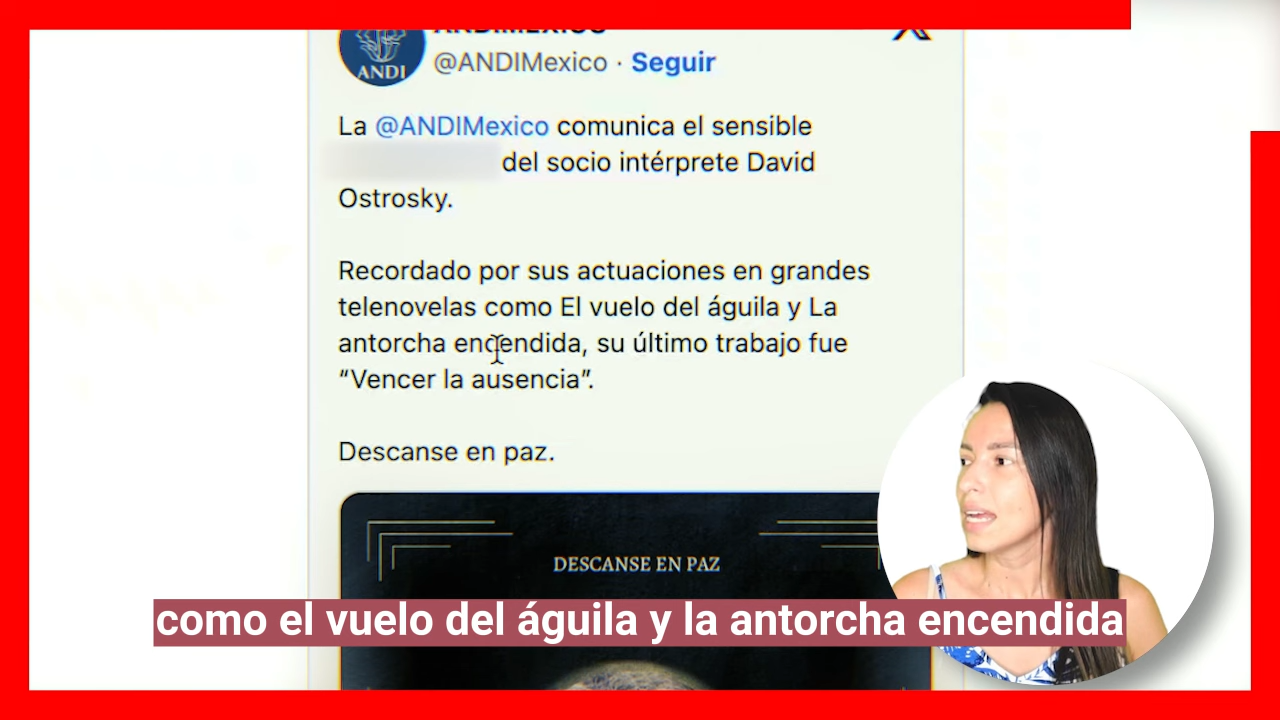 ANDIMEXICO
ANDI
@ANDIMexico · Seguir
La @ANDIMexico comunica el sensible
del socio intérprete David
Ostrosky.
Recordado por sus actuaciones en grandes
telenovelas como El vuelo del águila y La
antorcha encendida, su último trabajo fue
“Vencer la ausencia”.
Descanse en paz.
DESCANSE EN PAZ
como el vuelo del águila y la antorcha encendida